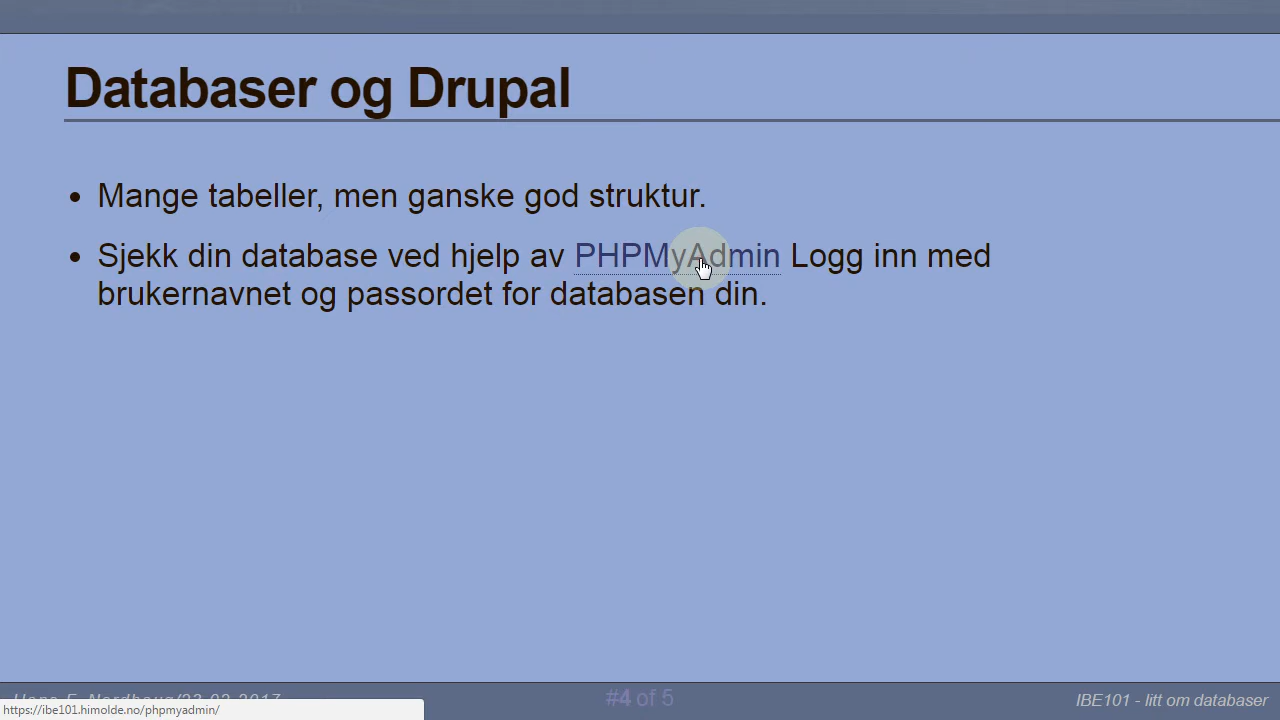 Databaser og Drupal
• Mange tabeller, men ganske god struktur.
• Sjekk din database ved hjelp av PHPMyAdmin Logg inn med
brukernavnet og passordet for databasen din.
#4 of 5
IBE101 - litt om databaser
https://ibe101.himolde.no/phpmyadmin/